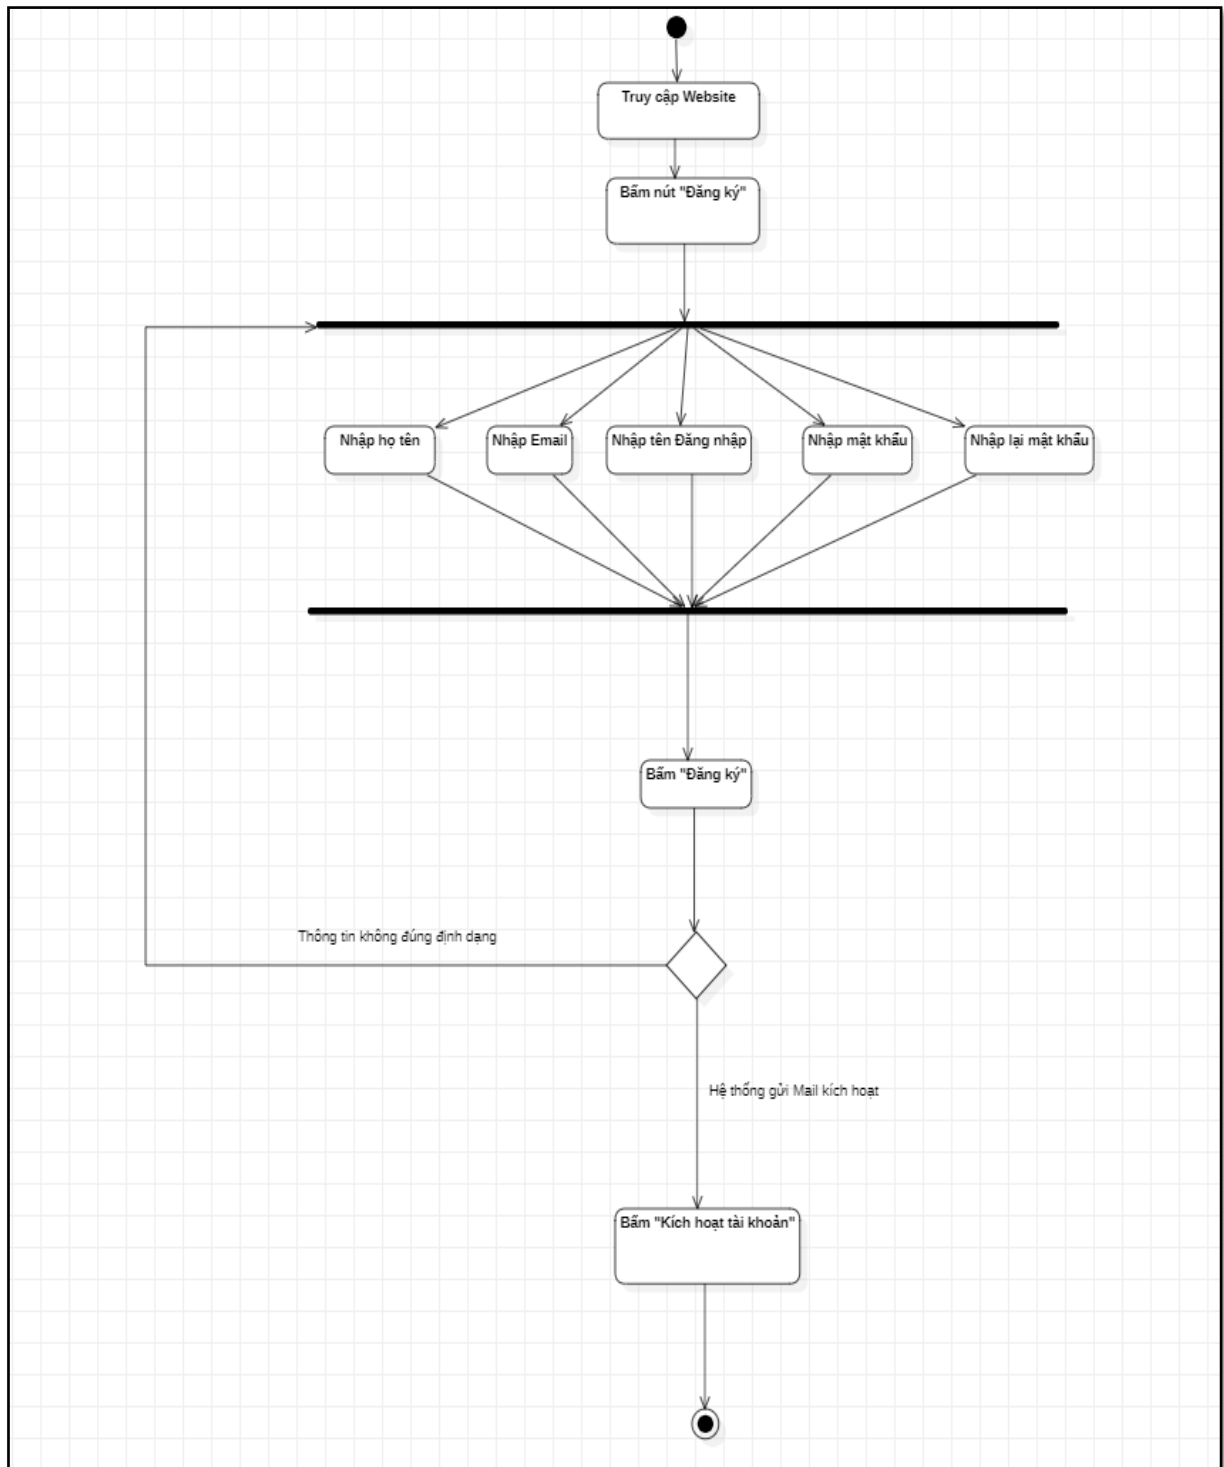 Truy cập Website
Bấm nút "Đăng ký"
Nhập họ tên
Nhập Email
Nhập tên Đăng nhập
Nhập mật khẩu
Nhập lại mật khẩu
Bấm "Đăng ký"
Thông tin không đúng định dạng
Hệ thống gửi Mail kích hoạt
Bấm "Kích hoạt tài khoản"